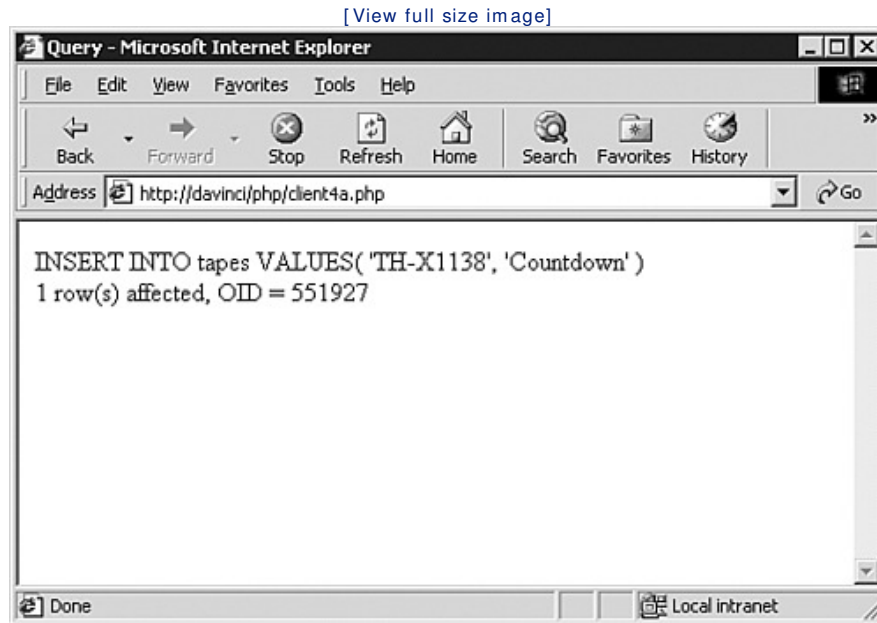 [View full size image]
Query - Microsoft Internet Explorer
File Edit View Favorites Tools Help
Back Forward Stop Refresh Home Search Favorites History »
Address http://davinci/php/client4a.php Go
INSERT INTO tapes VALUES( 'TH-X1138', 'Countdown' )
1 row(s) affected, OID = 551927
Done Local intranet